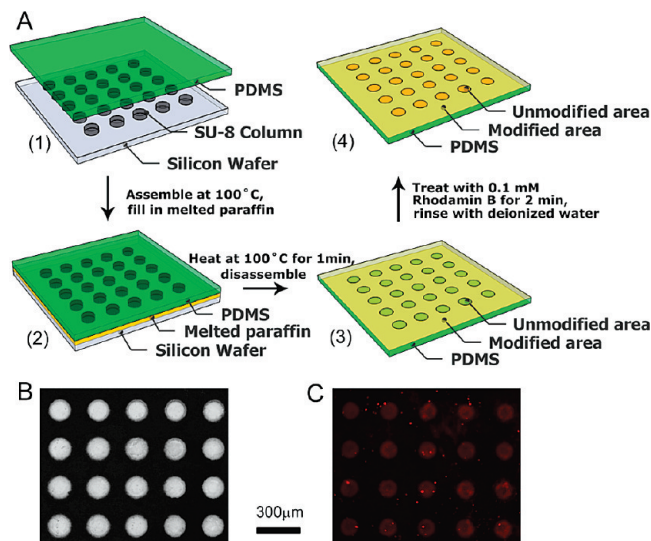 A
PDMS
SU-8 Column
(1)
Silicon Wafer
Assemble at 100°C,
fill in melted paraffin
Heat at 100°C for 1min,
disassemble
PDMS
Melted paraffin
(2)
Silicon Wafer
Unmodified area
Modified area
(4)
PDMS
Treat with 0.1 mM
Rhodamin B for 2 min,
rinse with deionized water
Unmodified area
Modified area
(3)
PDMS
B
300μm
C